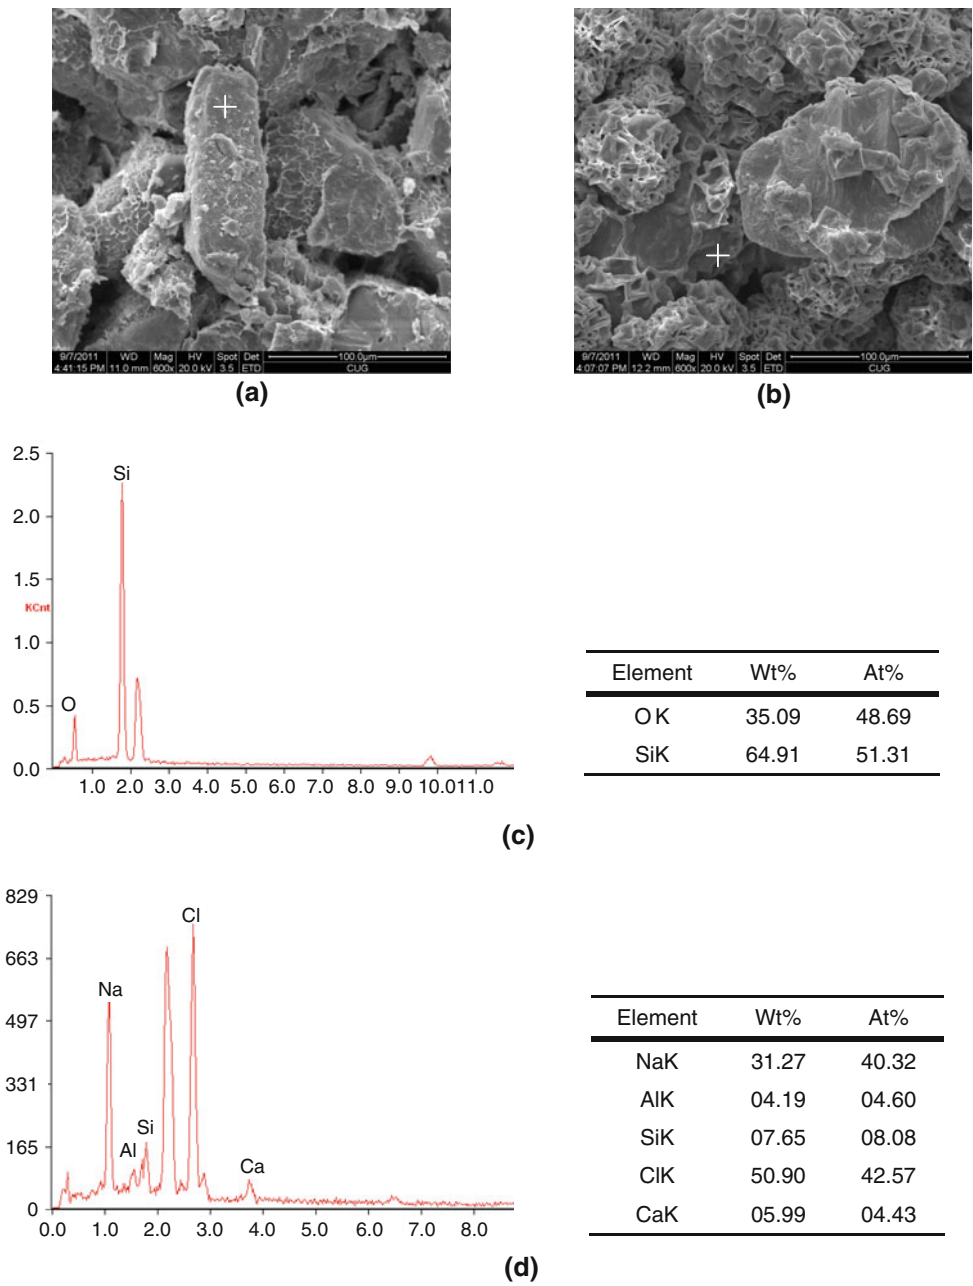 9/7/2011 WD Mag HV Spot Det 100.0µm
4:41:15 PM 11.0 mm 600x 20.0 kV 3.5 ETD CUG
(a)
9/7/2011 WD Mag HV Spot Det 100.0µm
4:07:07 PM 12.2 mm 600x 20.0 kV 3.5 ETD CUG
(b)
2.5
2.0
1.5
KCnt
1.0
0.5
0.0
Si
O
1.0 2.0 3.0 4.0 5.0 6.0 7.0 8.0 9.0 10.0 11.0
Element Wt% At%
O K 35.09 48.69
SiK 64.91 51.31
(c)
829
663
497
331
165
0
Na
Al
Si
Cl
Ca
0.0 1.0 2.0 3.0 4.0 5.0 6.0 7.0 8.0
Element Wt% At%
NaK 31.27 40.32
AlK 04.19 04.60
SiK 07.65 08.08
ClK 50.90 42.57
CaK 05.99 04.43
(d)